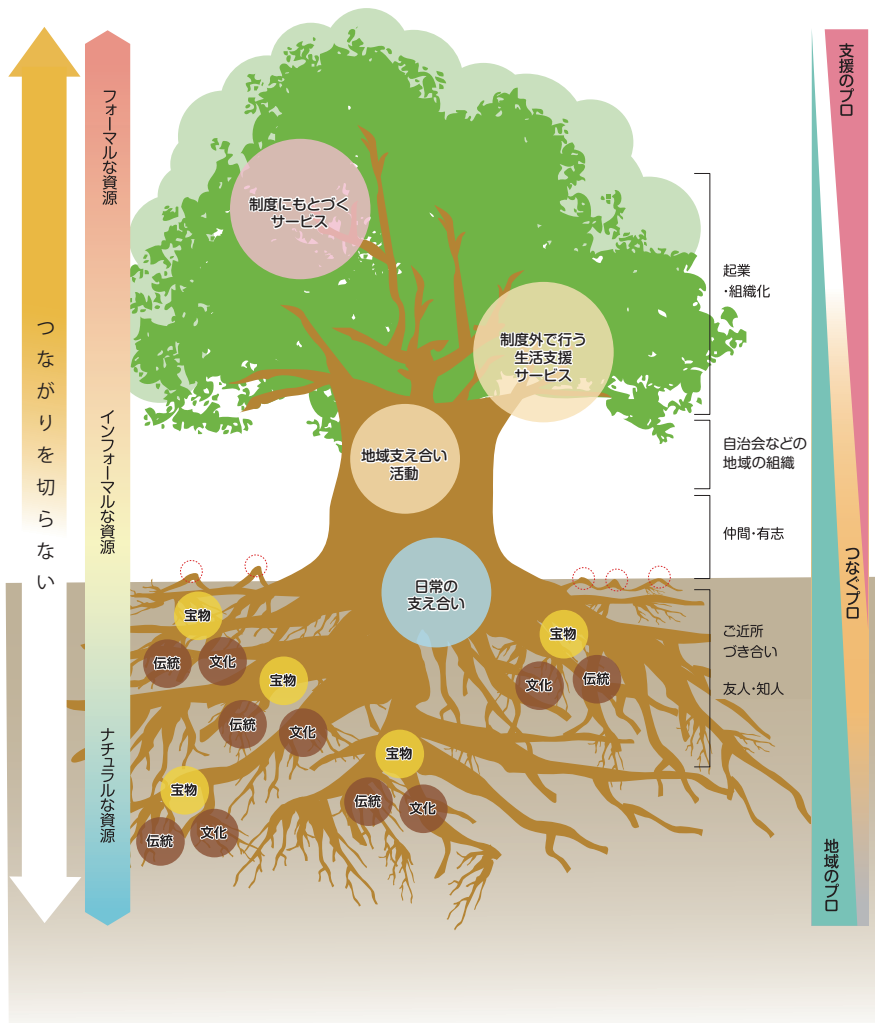 つながりを切らない
フォーマルな資源
インフォーマルな資源
ナチュラルな資源
制度にもとづく
サービス
制度外で行う
生活支援
サービス
地域支え合い
活動
日常の
支え合い
宝物
伝統
文化
宝物
伝統
文化
宝物
伝統
文化
宝物
伝統
文化
宝物
文化
伝統
起業
・組織化
自治会などの
地域の組織
仲間・有志
ご近所
づき合い
友人・知人
支援のプロ
つなぐプロ
地域のプロ